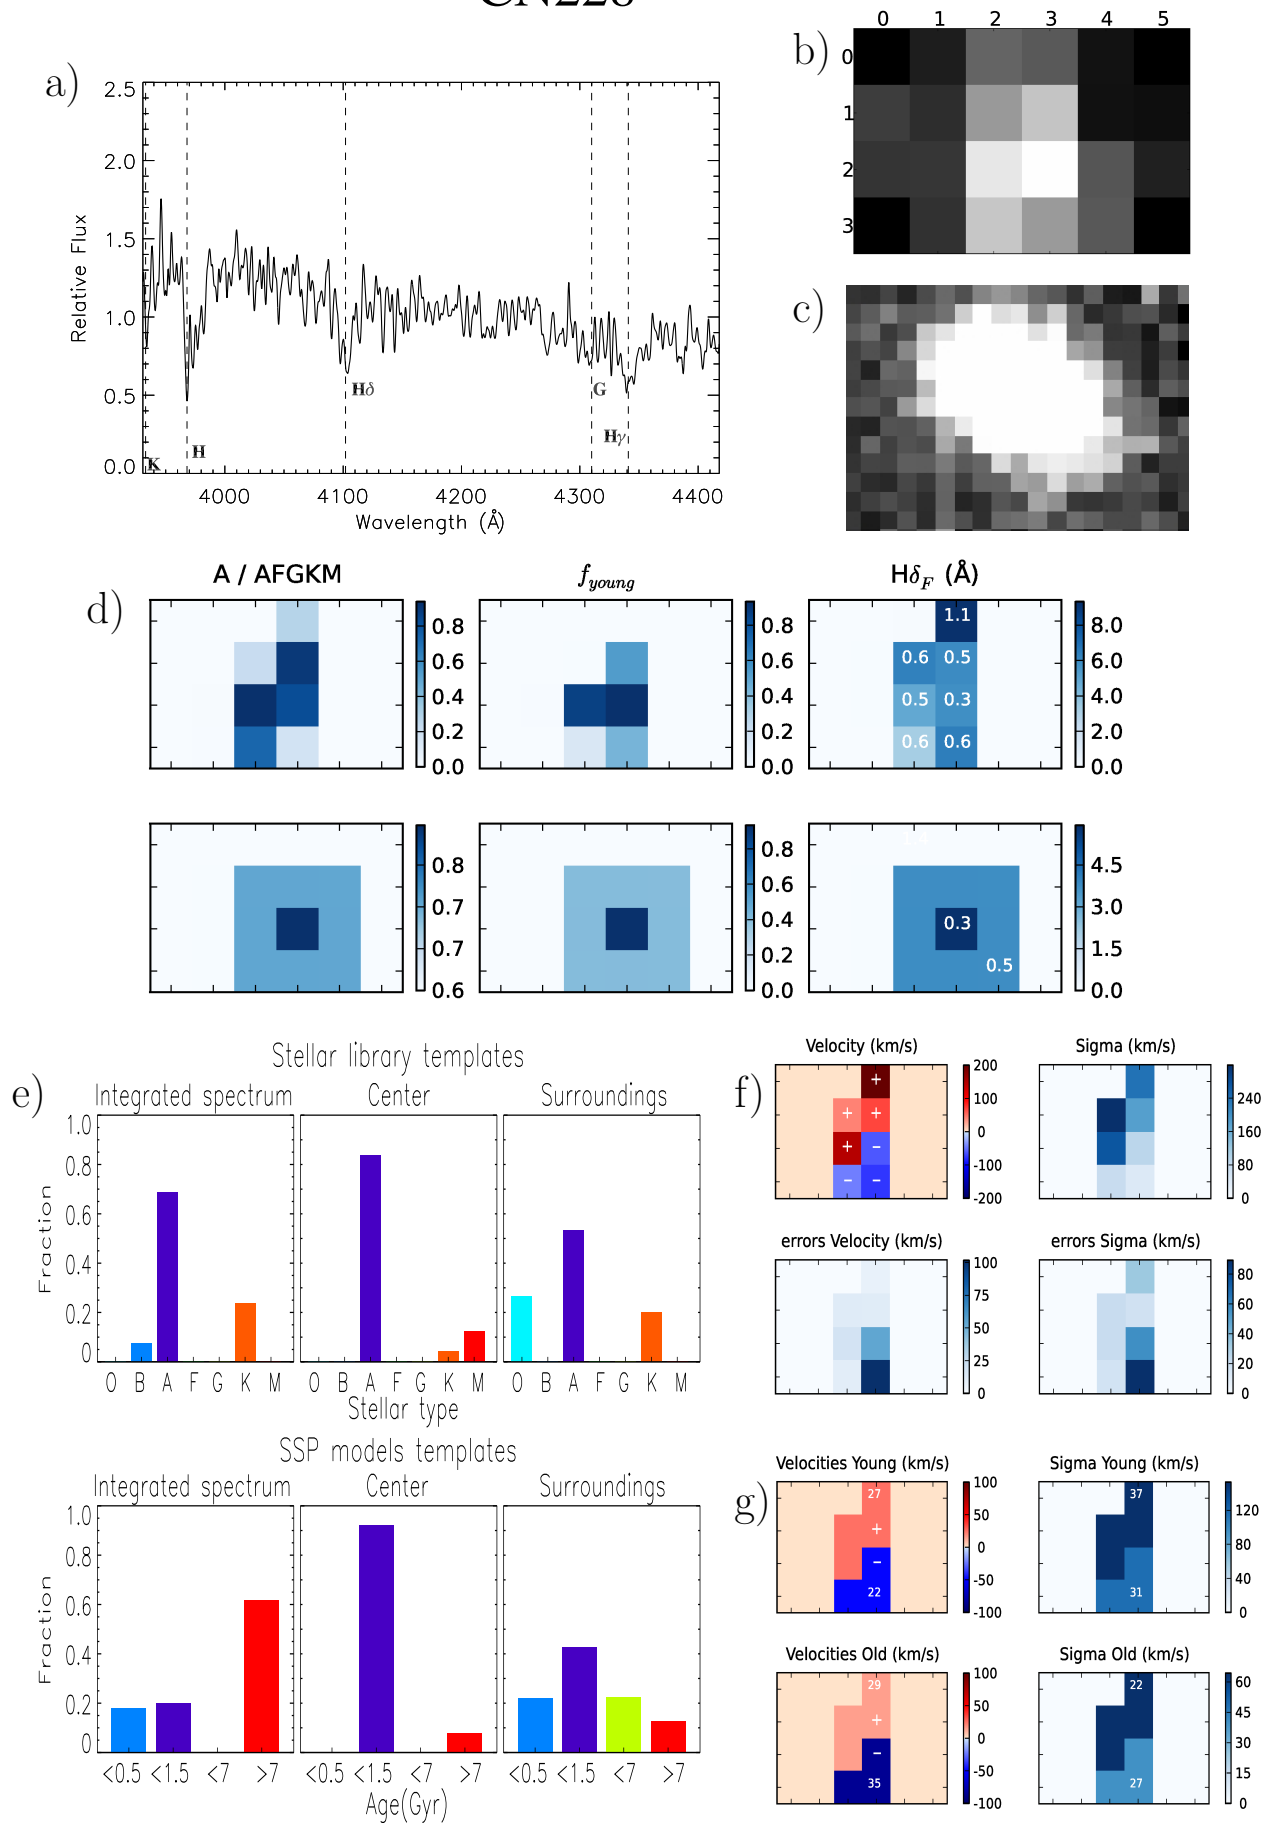 CN228
a)
2.5
2.0
1.5
1.0
0.5
0.0
Relative Flux
K
H
Hδ
G
Hγ
4000 4100 4200 4300 4400
Wavelength (Å)
b)
0 1 2 3 4 5
0
1
2
3
c)
d)
A / AFGKM
0.8
0.6
0.4
0.2
0.0
f_young
0.8
0.6
0.4
0.2
0.0
Hδ_F (Å)
1.1
0.6 0.5
0.5 0.3
0.6 0.6
8.0
6.0
4.0
2.0
0.0
0.8
0.7
0.7
0.6
0.8
0.6
0.4
0.2
0.0
0.3
0.5
4.5
3.0
1.5
0.0
e)
Stellar library templates
Integrated spectrum Center Surroundings
1.0
0.8
0.6
0.4
0.2
0
Fraction
O B A F G K M O B A F G K M O B A F G K M
Stellar type
SSP models templates
Integrated spectrum Center Surroundings
1.0
0.8
0.6
0.4
0.2
0
Fraction
<0.5 <1.5 <7 >7 <0.5 <1.5 <7 >7 <0.5 <1.5 <7 >7
Age(Gyr)
f)
Velocity (km/s)
+
+ +
+ −
− −
200
100
0
-100
-200
Sigma (km/s)
240
160
80
0
errors Velocity (km/s)
100
75
50
25
0
errors Sigma (km/s)
80
60
40
20
0
g)
Velocities Young (km/s)
27
+
−
22
100
50
0
-50
-100
Sigma Young (km/s)
37
31
120
80
40
0
Velocities Old (km/s)
29
+
−
35
100
50
0
-50
-100
Sigma Old (km/s)
22
27
60
45
30
15
0